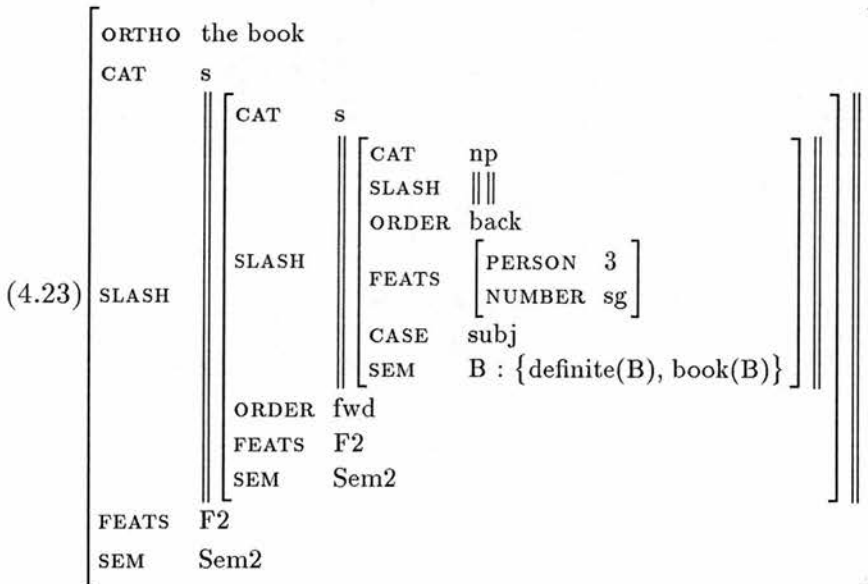 ORTHO the book
CAT s
CAT s
CAT np
SLASH ‖ ‖
ORDER back
SLASH
FEATS
PERSON 3
NUMBER sg
(4.23) SLASH
CASE subj
SEM B : {definite(B), book(B)}
ORDER fwd
FEATS F2
SEM Sem2
FEATS F2
SEM Sem2